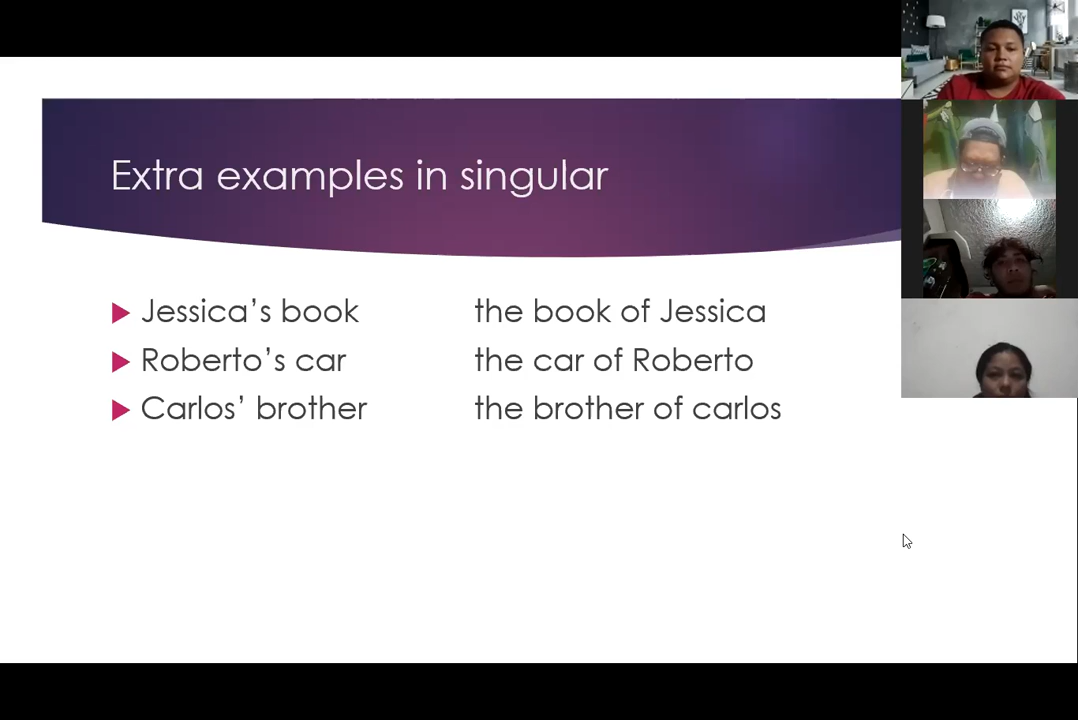 Extra examples in singular
Jessica’s book the book of Jessica
Roberto’s car the car of Roberto
Carlos’ brother the brother of carlos